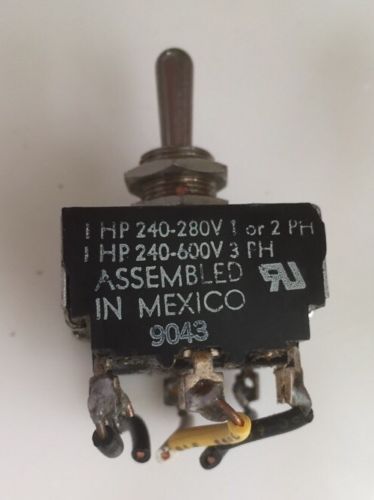 1 HP 240-280V 1 or 2 PH
1 HP 240-600V 3 PH
ASSEMBLED
IN MEXICO
9043